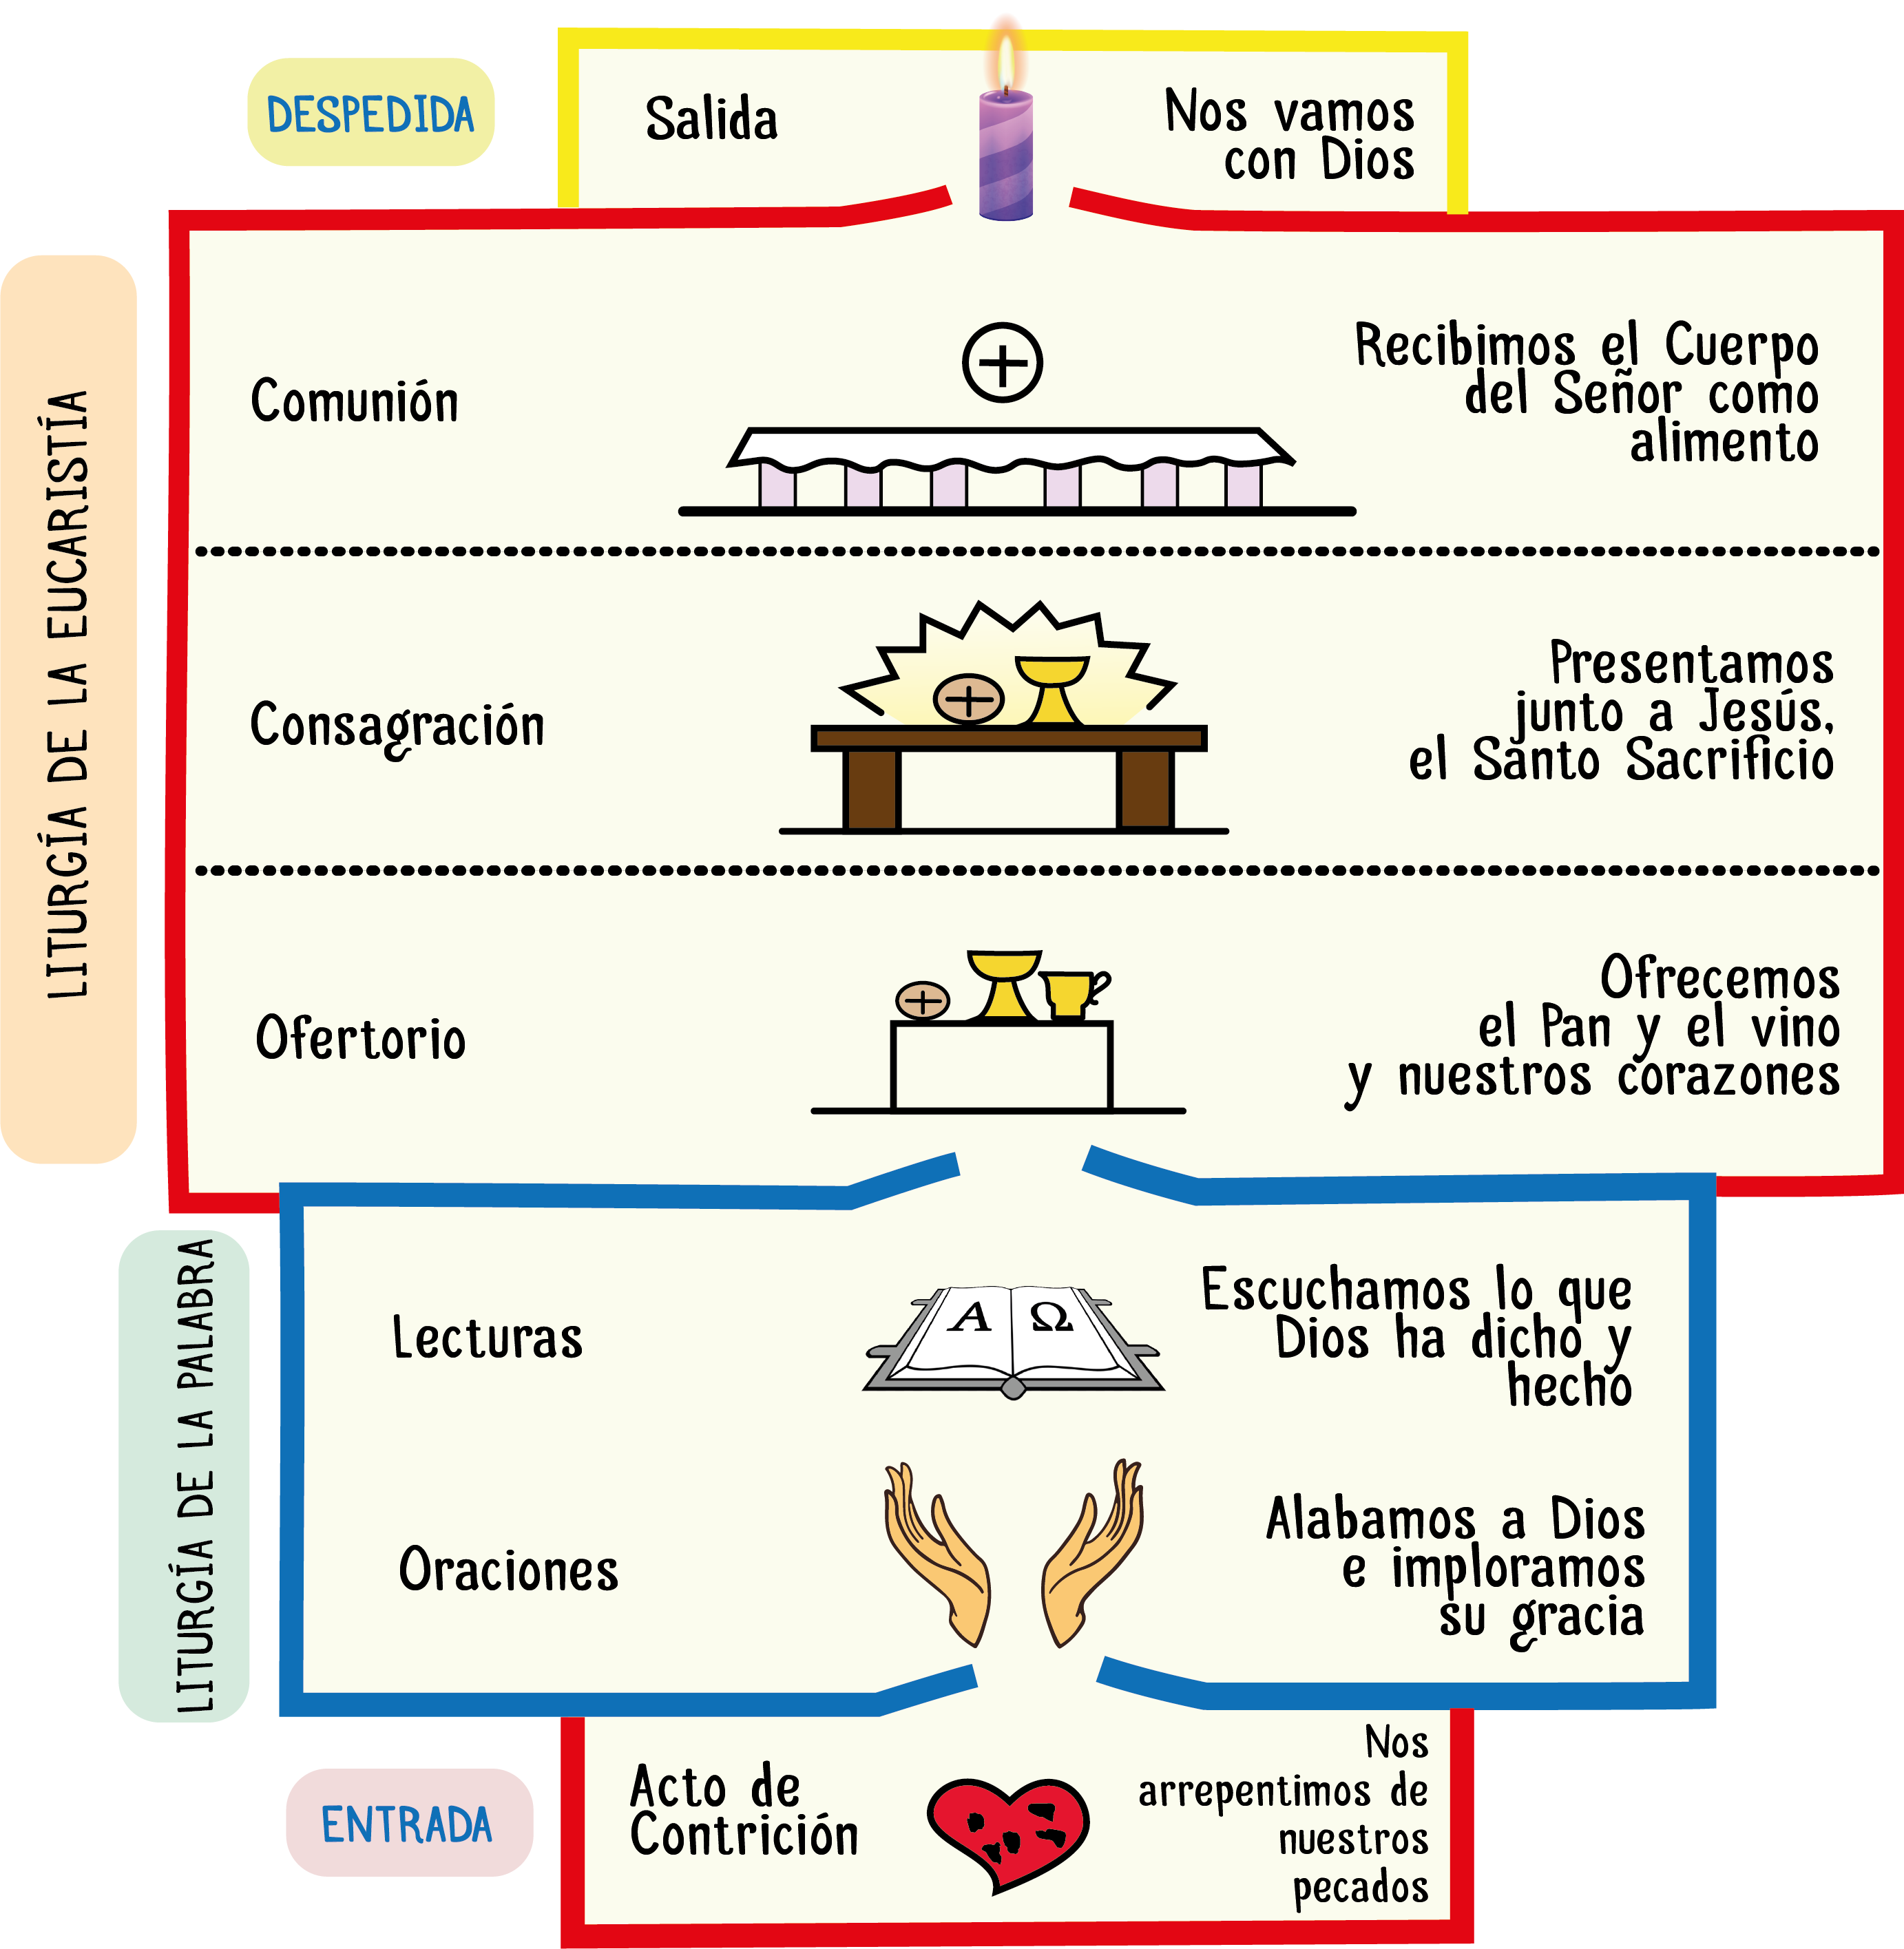 DESPEDIDA
Salida
Nos vamos
con Dios
LITURGÍA DE LA EUCARISTÍA
Comunión
Recibimos el Cuerpo
del Señor como
alimento
Consagración
Presentamos
junto a Jesús,
el Santo Sacrificio
Ofertorio
Ofrecemos
el Pan y el vino
y nuestros corazones
LITURGÍA DE LA PALABRA
Lecturas
A Ω
Escuchamos lo que
Dios ha dicho y
hecho
Oraciones
Alabamos a Dios
e imploramos
su gracia
ENTRADA
Acto de
Contrición
Nos
arrepentimos de
nuestros
pecados